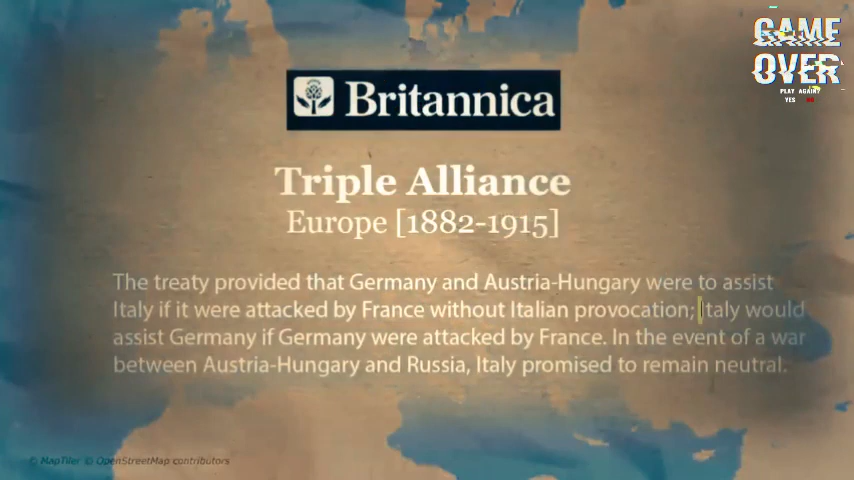 GAME
OVER
PLAY AGAIN?
YES
Britannica
Triple Alliance
Europe [1882-1915]
The treaty provided that Germany and Austria-Hungary were to assist
Italy if it were attacked by France without Italian provocation; Italy would
assist Germany if Germany were attacked by France. In the event of a war
between Austria-Hungary and Russia, Italy promised to remain neutral.
© MapTiler © OpenStreetMap contributors